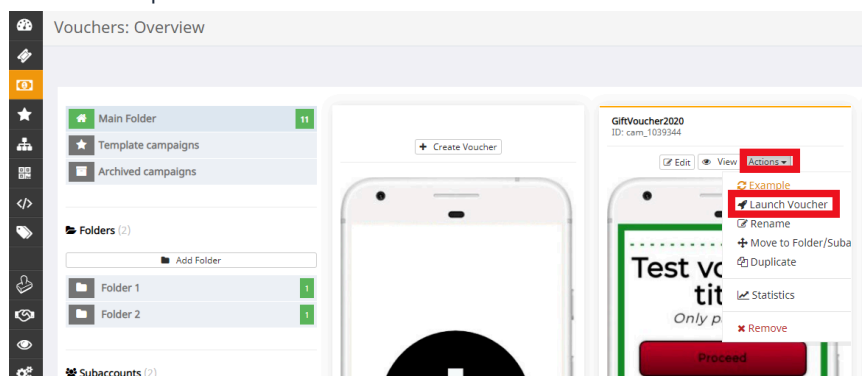 Vouchers: Overview
Main Folder 11
Template campaigns
Archived campaigns
Folders (2)
Add Folder
Folder 1 1
Folder 2 1
Subaccounts (2)
Create Voucher
GiftVoucher2020
ID: cam_1039344
Edit View Actions
Example
Launch Voucher
Rename
Move to Folder/Suba
Duplicate
Statistics
Remove
Test vo
tit
Only p
Proceed